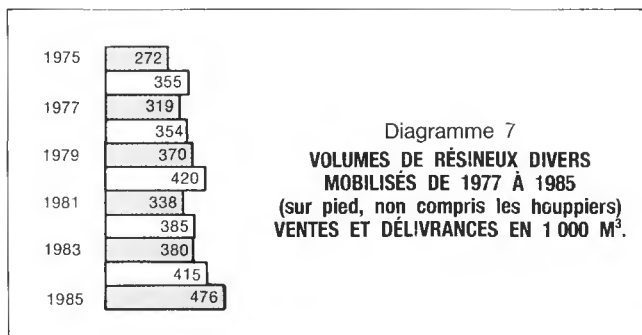 1975 272
355
1977 319
354
1979 370
420
1981 338
385
1983 380
415
1985 476
Diagramme 7
VOLUMES DE RÉSINEUX DIVERS
MOBILISÉS DE 1977 À 1985
(sur pied, non compris les houppiers)
VENTES ET DÉLIVRANCES EN 1 000 M³.